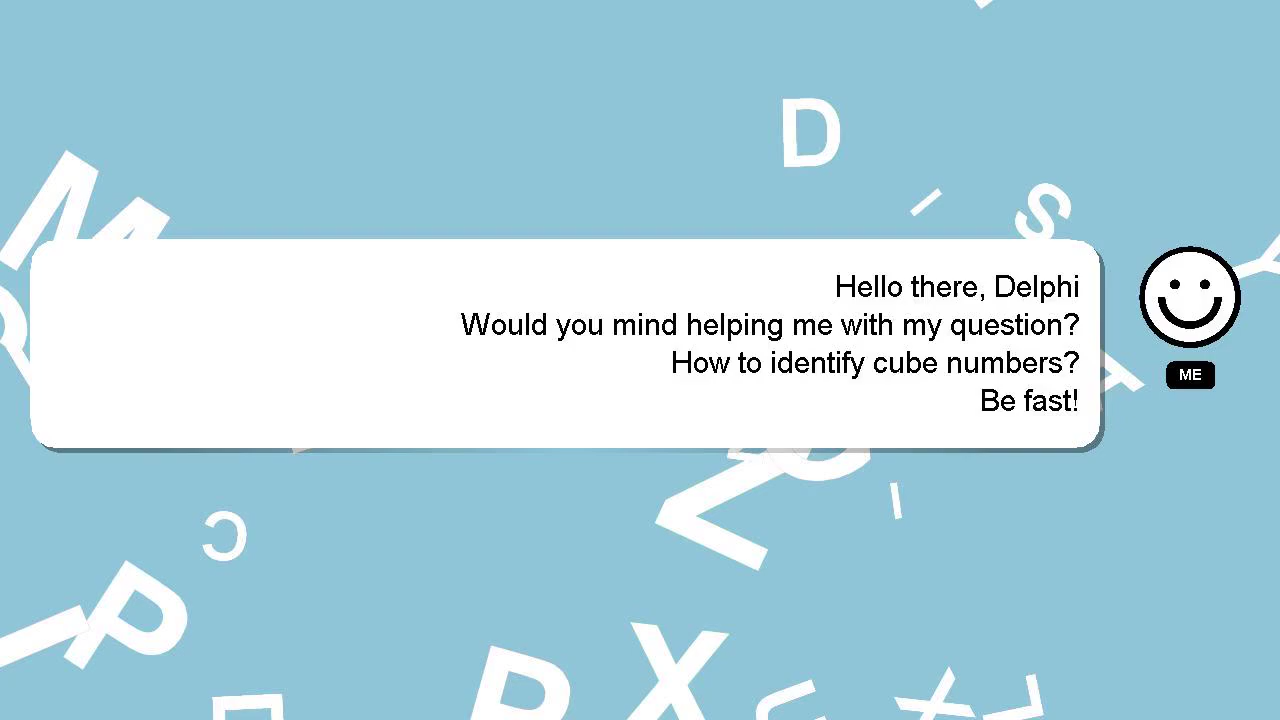 D
I
S
M
Hello there, Delphi
Would you mind helping me with my question?
How to identify cube numbers?
Be fast!
ME
A
Z
I
C
P
I
P
X
U
X